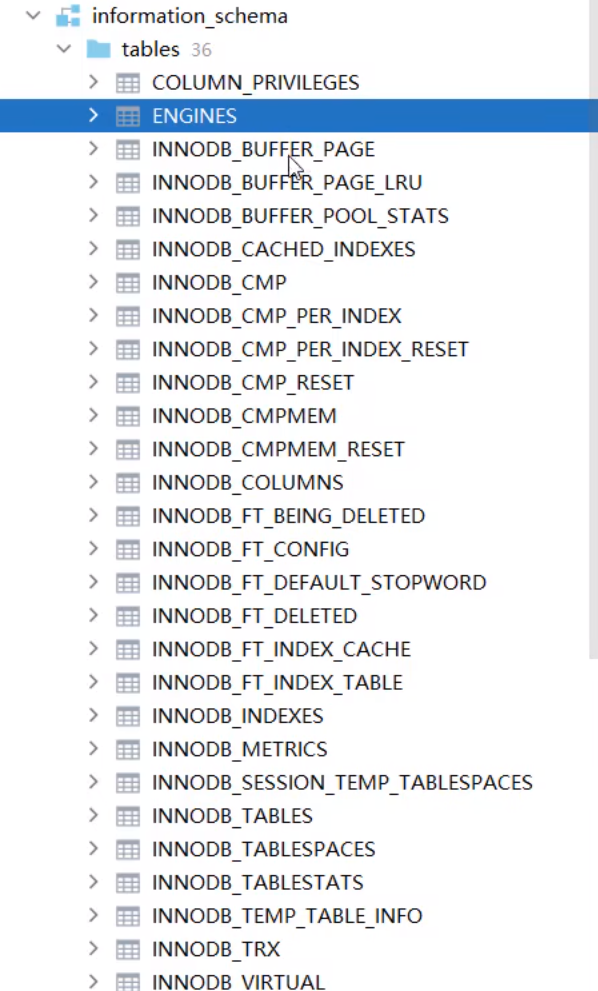 information_schema
tables 36
COLUMN_PRIVILEGES
ENGINES
INNODB_BUFFER_PAGE
INNODB_BUFFER_PAGE_LRU
INNODB_BUFFER_POOL_STATS
INNODB_CACHED_INDEXES
INNODB_CMP
INNODB_CMP_PER_INDEX
INNODB_CMP_PER_INDEX_RESET
INNODB_CMP_RESET
INNODB_CMPMEM
INNODB_CMPMEM_RESET
INNODB_COLUMNS
INNODB_FT_BEING_DELETED
INNODB_FT_CONFIG
INNODB_FT_DEFAULT_STOPWORD
INNODB_FT_DELETED
INNODB_FT_INDEX_CACHE
INNODB_FT_INDEX_TABLE
INNODB_INDEXES
INNODB_METRICS
INNODB_SESSION_TEMP_TABLESPACES
INNODB_TABLES
INNODB_TABLESPACES
INNODB_TABLESTATS
INNODB_TEMP_TABLE_INFO
INNODB_TRX
INNODB_VIRTUAL